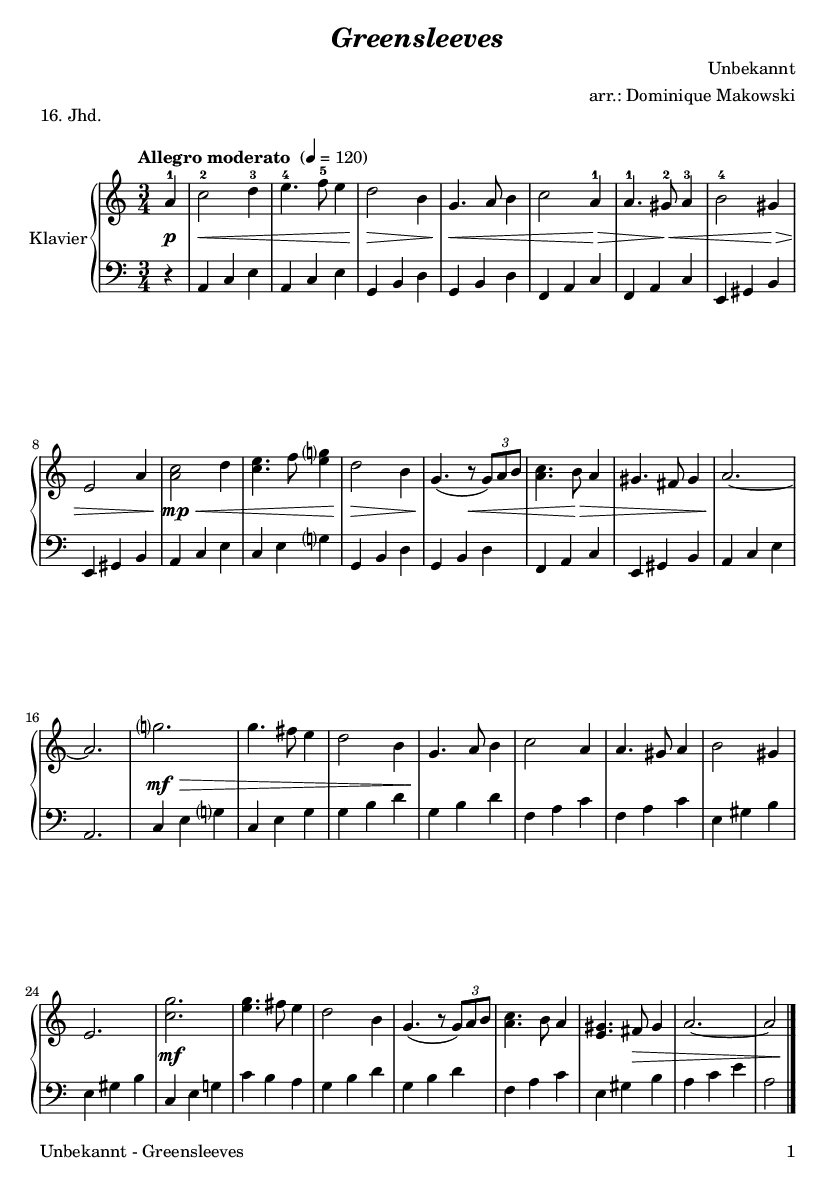 Greensleeves
Unbekannt
arr.: Dominique Makowski
16. Jhd.
Allegro moderato (♩ = 120)
1 2 3 4 5 1 1 2 3 4
Klavier
p
8
3
mp
16
mf
24
3
mf
Unbekannt - Greensleeves 1